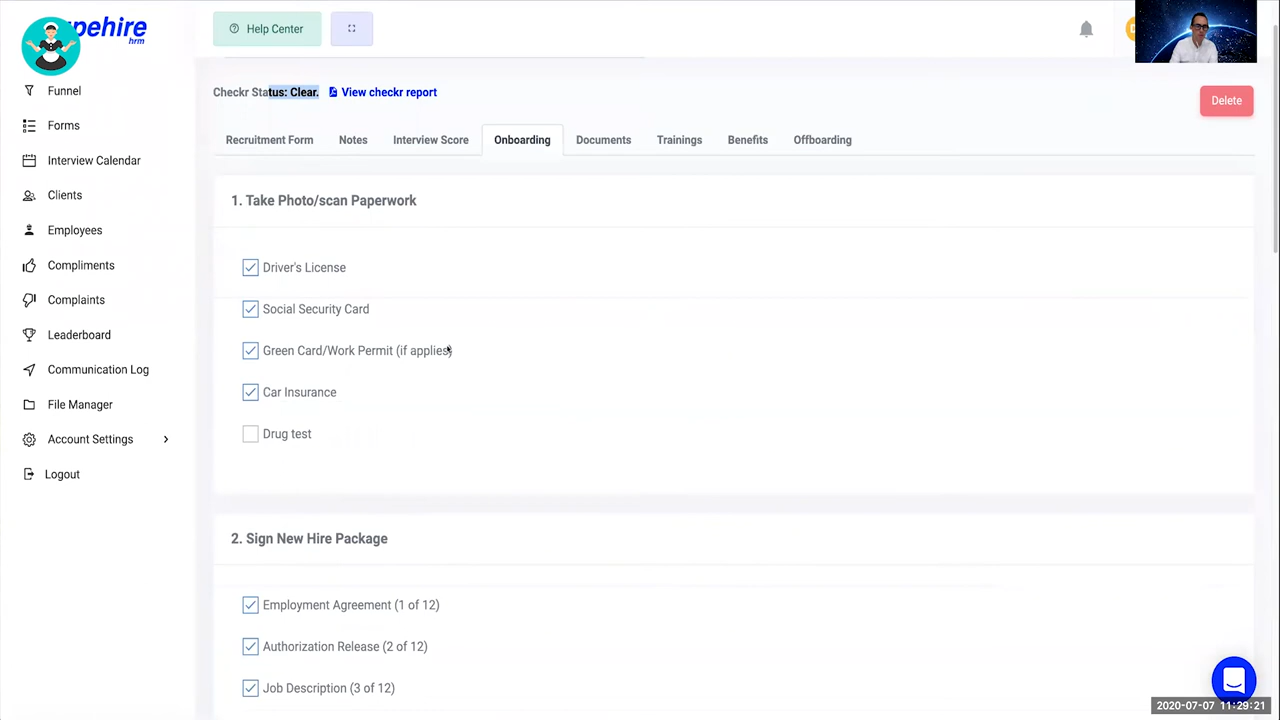 pehire
hrm
Help Center
Funnel
Forms
Interview Calendar
Clients
Employees
Compliments
Complaints
Leaderboard
Communication Log
File Manager
Account Settings
Logout
Checkr Status: Clear. View checkr report
Delete
Recruitment Form Notes Interview Score Onboarding Documents Trainings Benefits Offboarding
1. Take Photo/scan Paperwork
Driver's License
Social Security Card
Green Card/Work Permit (if applies)
Car Insurance
Drug test
2. Sign New Hire Package
Employment Agreement (1 of 12)
Authorization Release (2 of 12)
Job Description (3 of 12)
2020-07-07 11:29:21